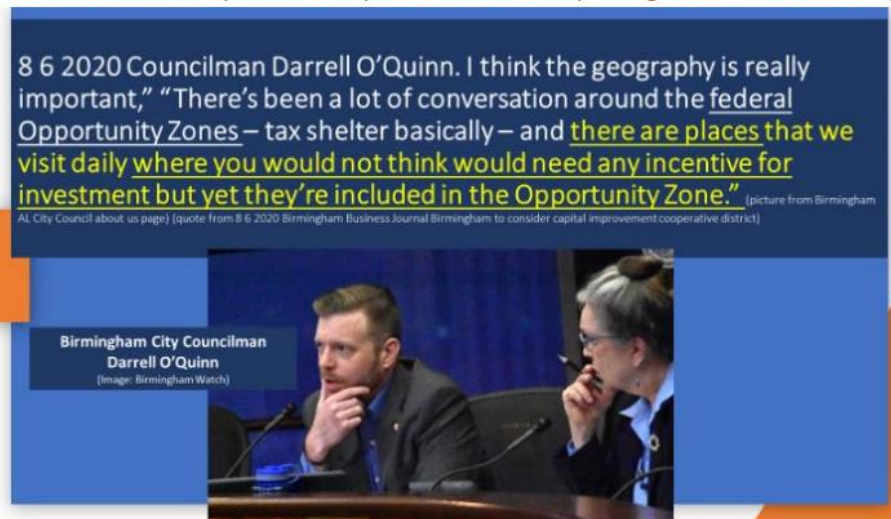 8 6 2020 Councilman Darrell O’Quinn. I think the geography is really
important,” “There’s been a lot of conversation around the federal
Opportunity Zones – tax shelter basically – and there are places that we
visit daily where you would not think would need any incentive for
investment but yet they’re included in the Opportunity Zone.” (picture from Birmingham
AL City Council about us page) (quote from 8 6 2020 Birmingham Business Journal Birmingham to consider capital improvement cooperative district)
Birmingham City Councilman
Darrell O’Quinn
(Image: Birmingham Watch)